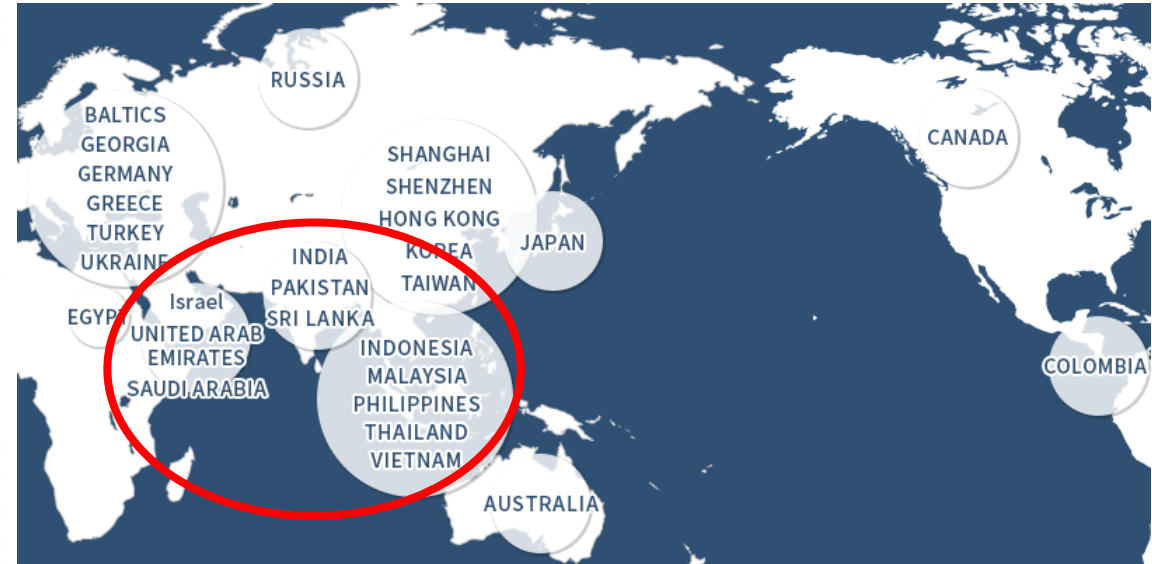 RUSSIA
BALTICS
GEORGIA
GERMANY
GREECE
TURKEY
UKRAINE
SHANGHAI
SHENZHEN
HONG KONG
KOREA
TAIWAN
JAPAN
CANADA
INDIA
PAKISTAN
SRI LANKA
EGYPT
Israel
UNITED ARAB
EMIRATES
SAUDI ARABIA
INDONESIA
MALAYSIA
PHILIPPINES
THAILAND
VIETNAM
COLOMBIA
AUSTRALIA